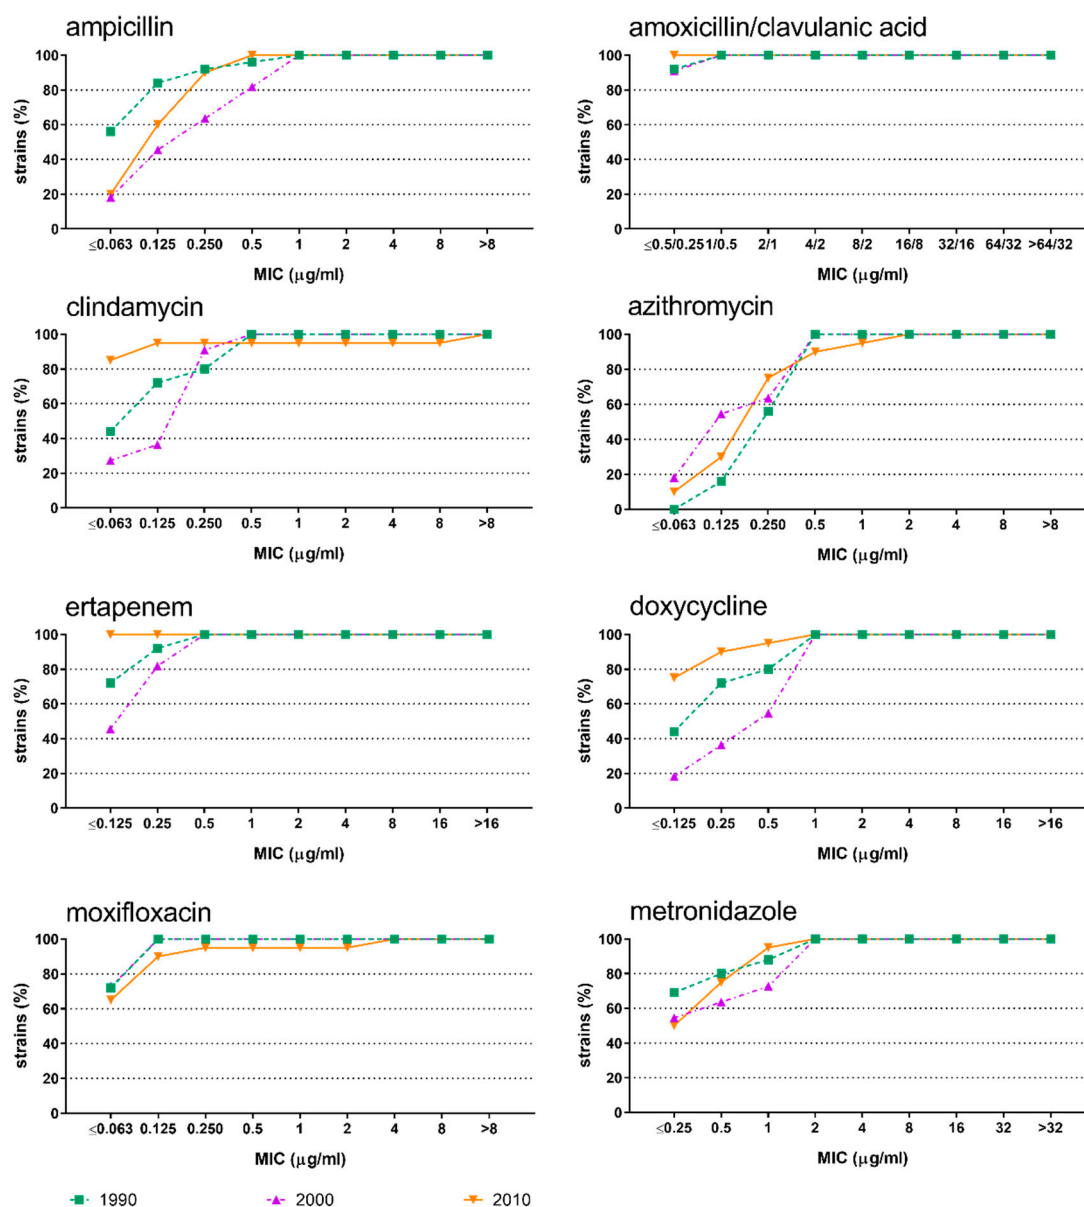 ampicillin
100
80
60
40
20
0
strains (%)
≤0.063 0.125 0.250 0.5 1 2 4 8 >8
MIC (μg/ml)
amoxicillin/clavulanic acid
100
80
60
40
20
0
strains (%)
≤0.5/0.25 1/0.5 2/1 4/2 8/2 16/8 32/16 64/32 >64/32
MIC (μg/ml)
clindamycin
100
80
60
40
20
0
strains (%)
≤0.063 0.125 0.250 0.5 1 2 4 8 >8
MIC (μg/ml)
azithromycin
100
80
60
40
20
0
strains (%)
≤0.063 0.125 0.250 0.5 1 2 4 8 >8
MIC (μg/ml)
ertapenem
100
80
60
40
20
0
strains (%)
≤0.125 0.25 0.5 1 2 4 8 16 >16
MIC (μg/ml)
doxycycline
100
80
60
40
20
0
strains (%)
≤0.125 0.25 0.5 1 2 4 8 16 >16
MIC (μg/ml)
moxifloxacin
100
80
60
40
20
0
strains (%)
≤0.063 0.125 0.250 0.5 1 2 4 8 >8
MIC (μg/ml)
metronidazole
100
80
60
40
20
0
strains (%)
≤0.25 0.5 1 2 4 8 16 32 >32
MIC (μg/ml)
1990 2000 2010